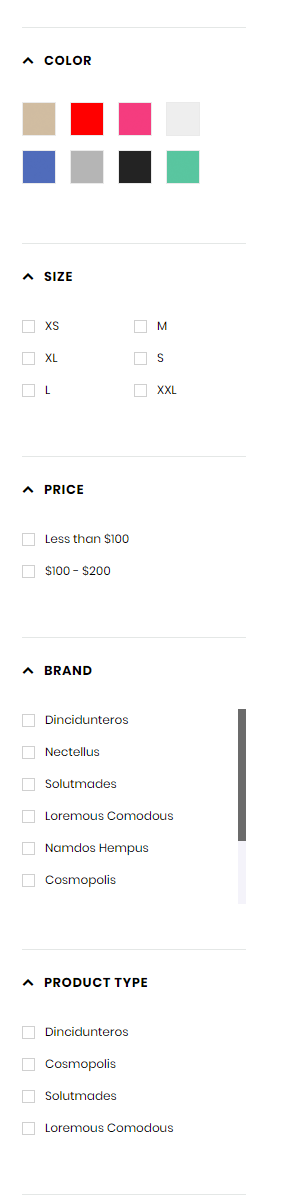 COLOR
SIZE
XS M
XL S
L XXL
PRICE
Less than $100
$100 - $200
BRAND
Dincidunteros
Nectellus
Solutmades
Loremous Comodous
Namdos Hempus
Cosmopolis
PRODUCT TYPE
Dincidunteros
Cosmopolis
Solutmades
Loremous Comodous